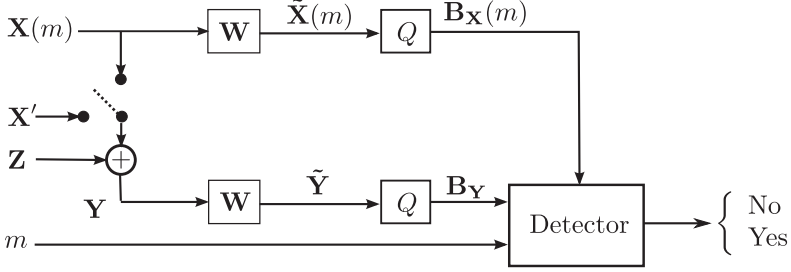 X(m)
W
X̃(m)
Q
B_X(m)
X′
Z
+
Y
W
Ỹ
Q
B_Y
m
Detector
No
Yes